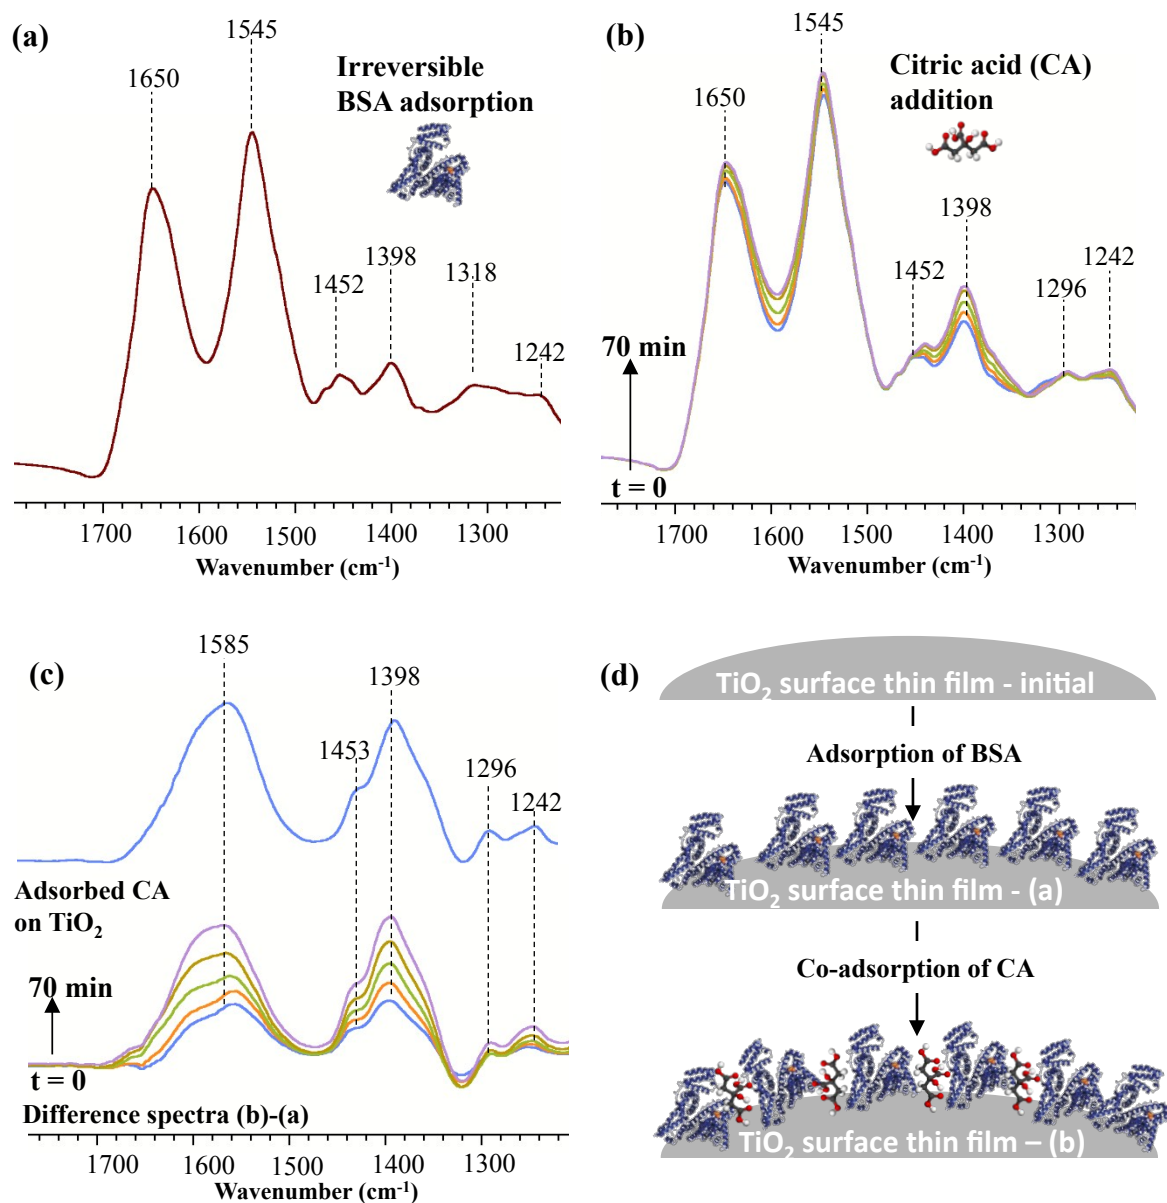 (a)
1545
1650
Irreversible
BSA adsorption
1452
1398
1318
1242
1700 1600 1500 1400 1300
Wavenumber (cm-1)
(b)
1545
1650
Citric acid (CA)
addition
1398
1452
1242
1296
70 min
t = 0
1700 1600 1500 1400 1300
Wavenumber (cm-1)
(c)
1585
1398
1453
1296
1242
Adsorbed CA
on TiO2
70 min
t = 0
Difference spectra (b)-(a)
1700 1600 1500 1400 1300
Wavenumber (cm-1)
(d)
TiO2 surface thin film - initial
Adsorption of BSA
TiO2 surface thin film - (a)
Co-adsorption of CA
TiO2 surface thin film – (b)